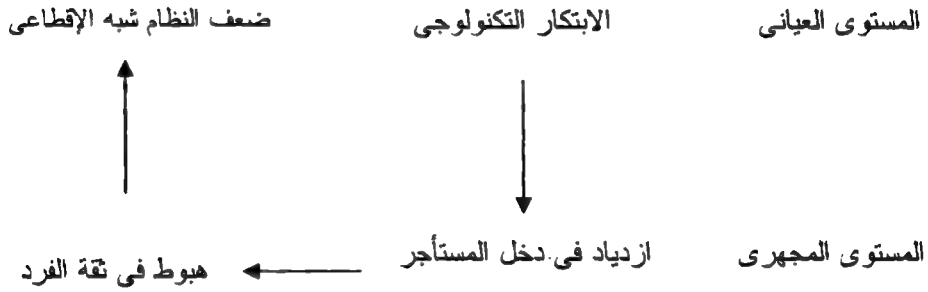 المستوى العيانى الابتكار التكنولوجى ضعف النظام شبه الإقطاعى
المستوى المجهرى ازدياد فى دخل المستأجر هبوط فى ثقة الفرد